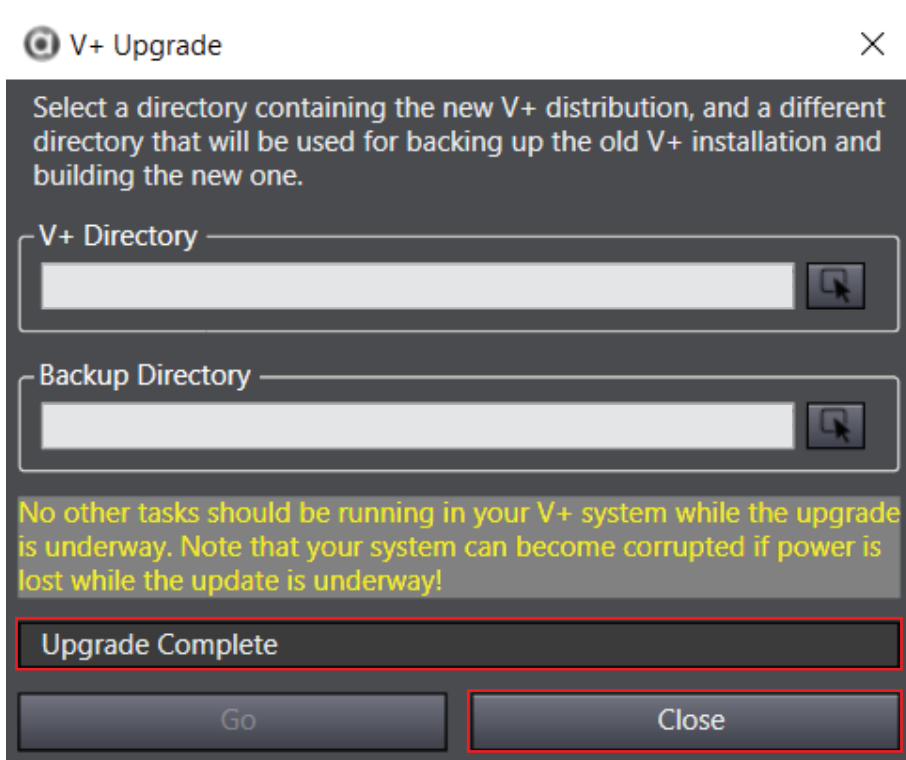 V+ Upgrade
Select a directory containing the new V+ distribution, and a different
directory that will be used for backing up the old V+ installation and
building the new one.
V+ Directory
Backup Directory
No other tasks should be running in your V+ system while the upgrade
is underway. Note that your system can become corrupted if power is
lost while the update is underway!
Upgrade Complete
Go
Close